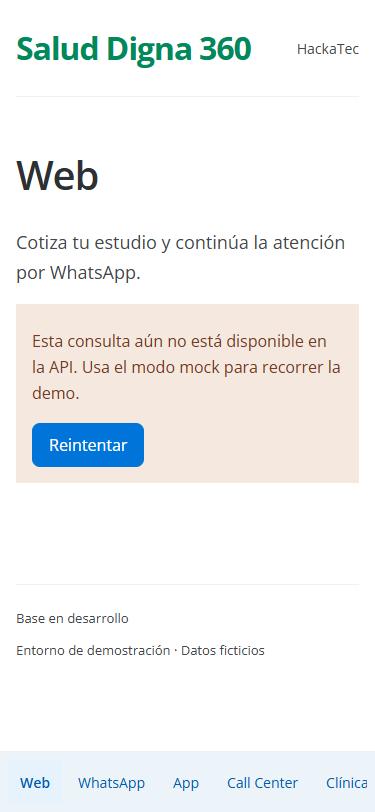 Salud Digna 360
HackaTec
Web
Cotiza tu estudio y continúa la atención
por WhatsApp.
Esta consulta aún no está disponible en
la API. Usa el modo mock para recorrer la
demo.
Reintentar
Base en desarrollo
Entorno de demostración · Datos ficticios
Web WhatsApp App Call Center Clínica